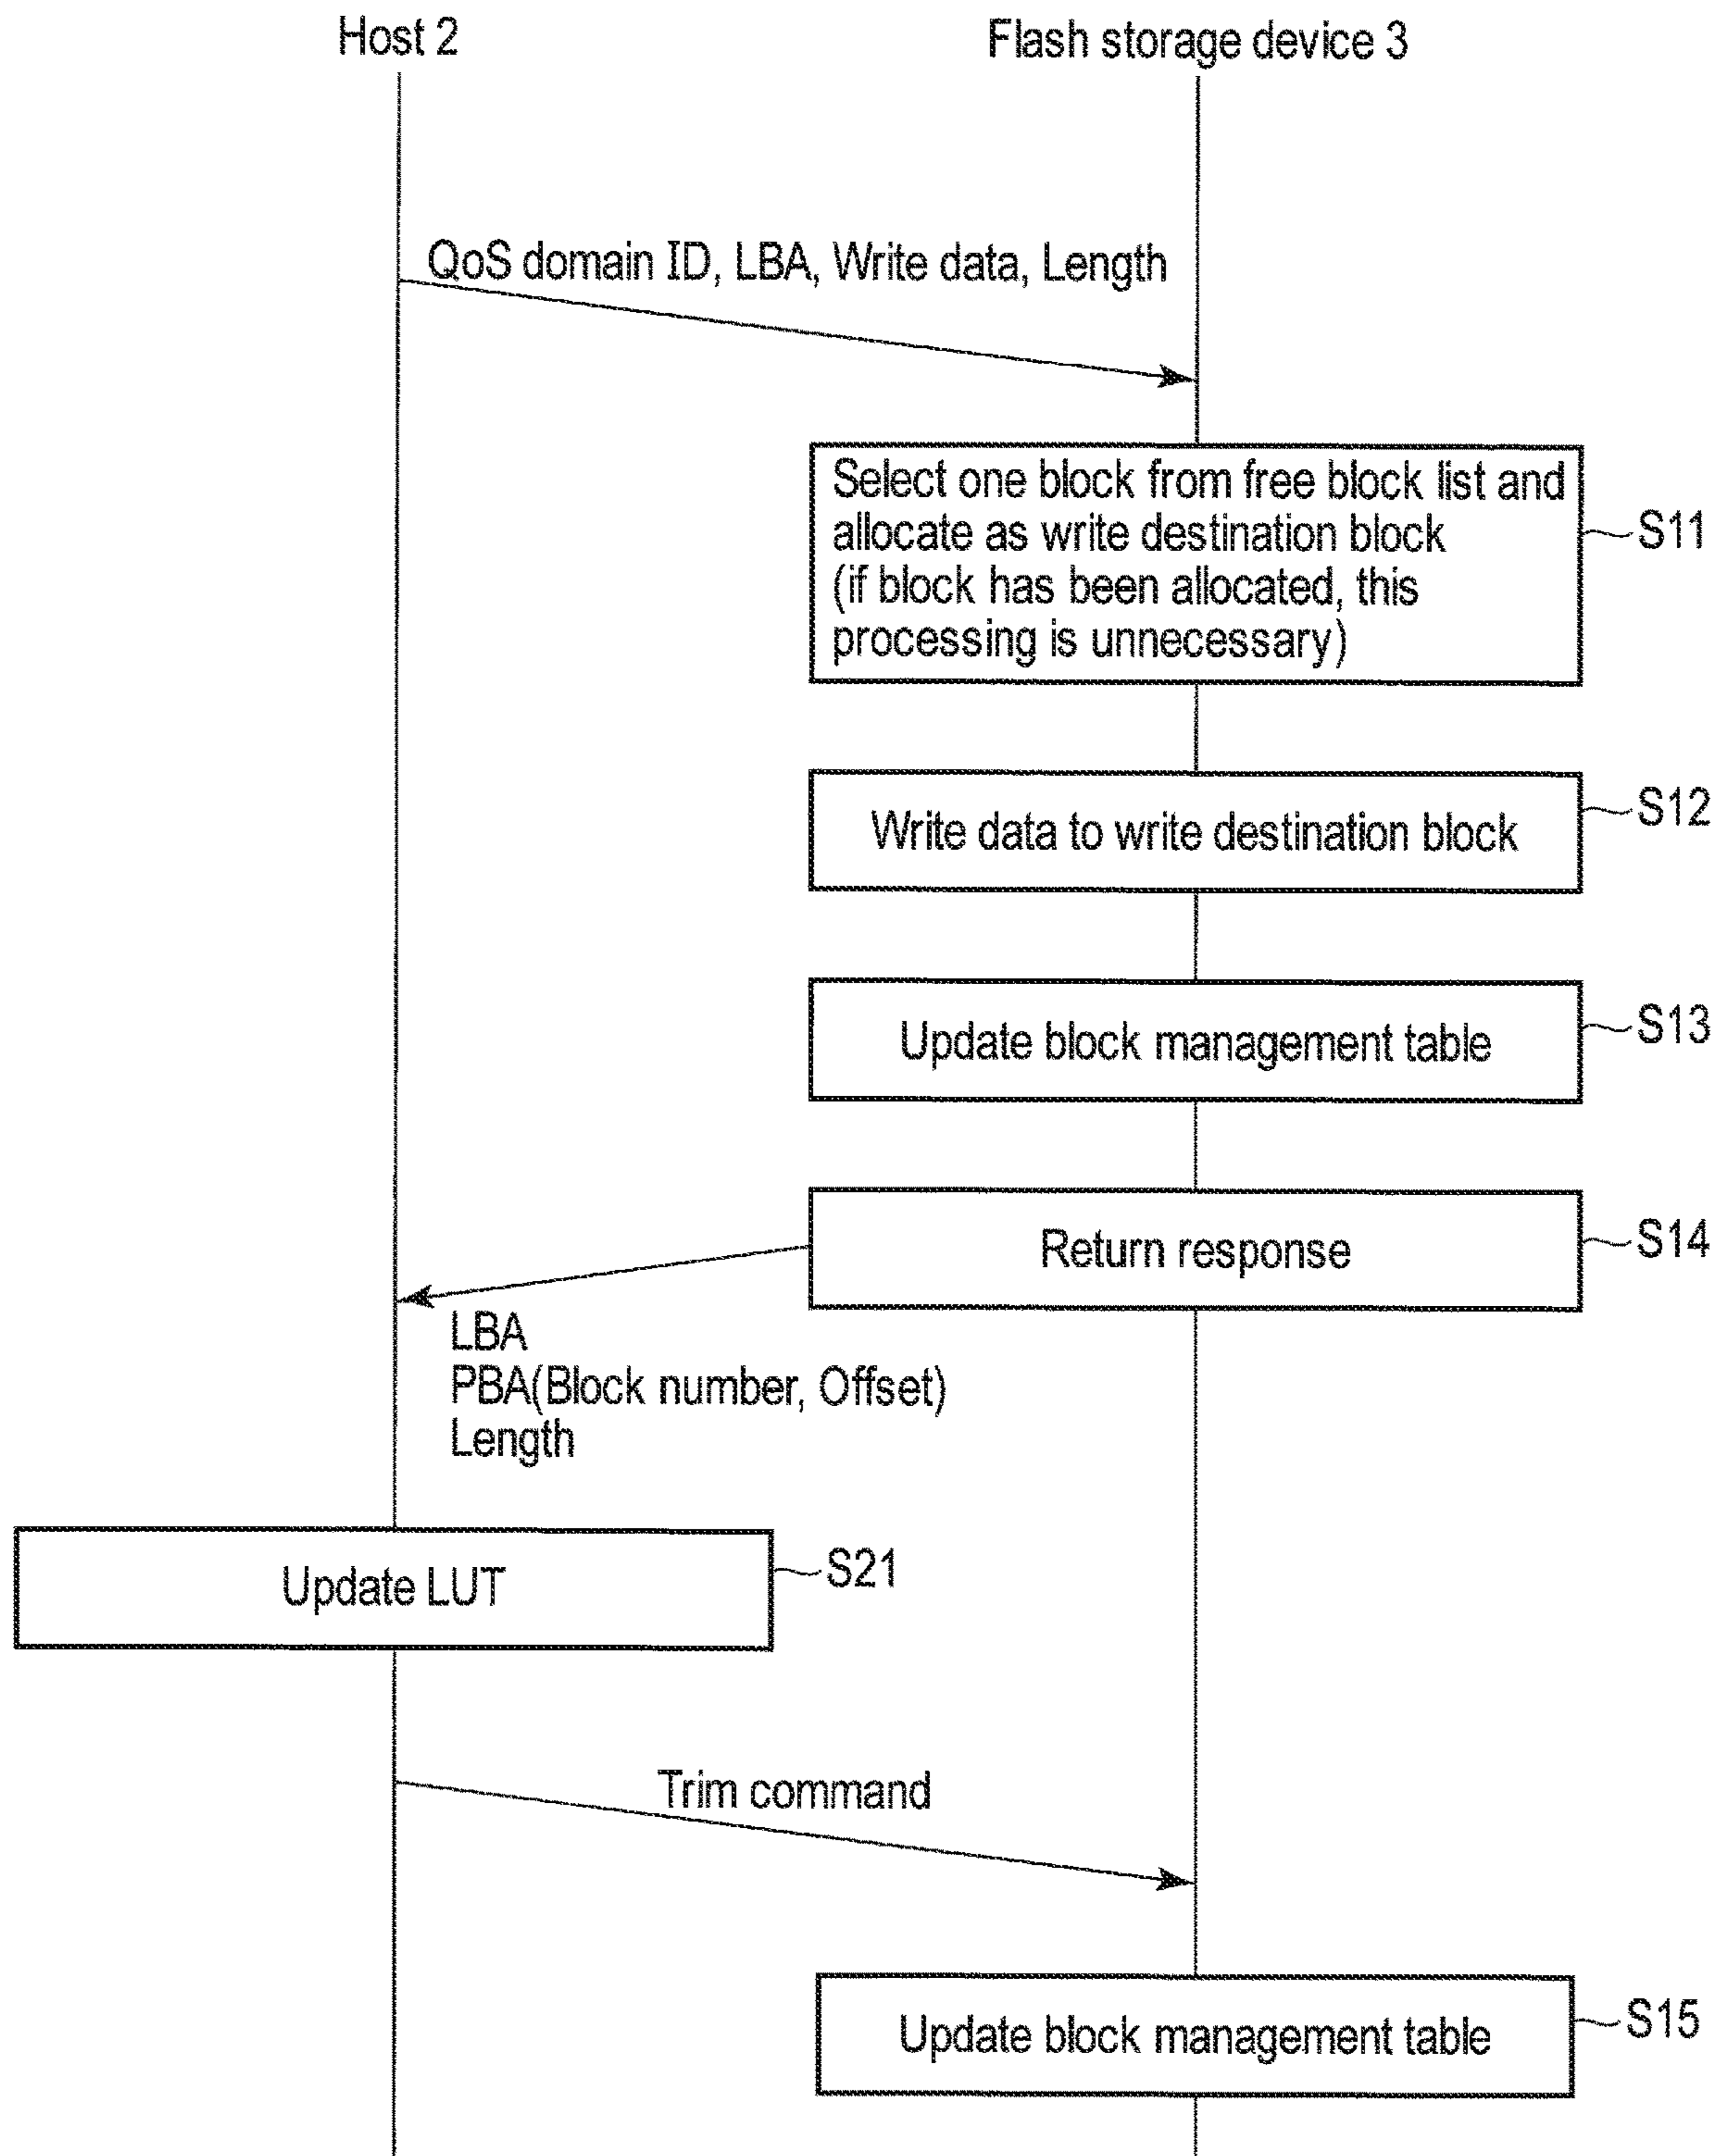 Host 2
Flash storage device 3
QoS domain ID, LBA, Write data, Length
Select one block from free block list and
allocate as write destination block
(if block has been allocated, this
processing is unnecessary)
S11
Write data to write destination block
S12
Update block management table
S13
Return response
S14
LBA
PBA(Block number, Offset)
Length
Update LUT
S21
Trim command
Update block management table
S15